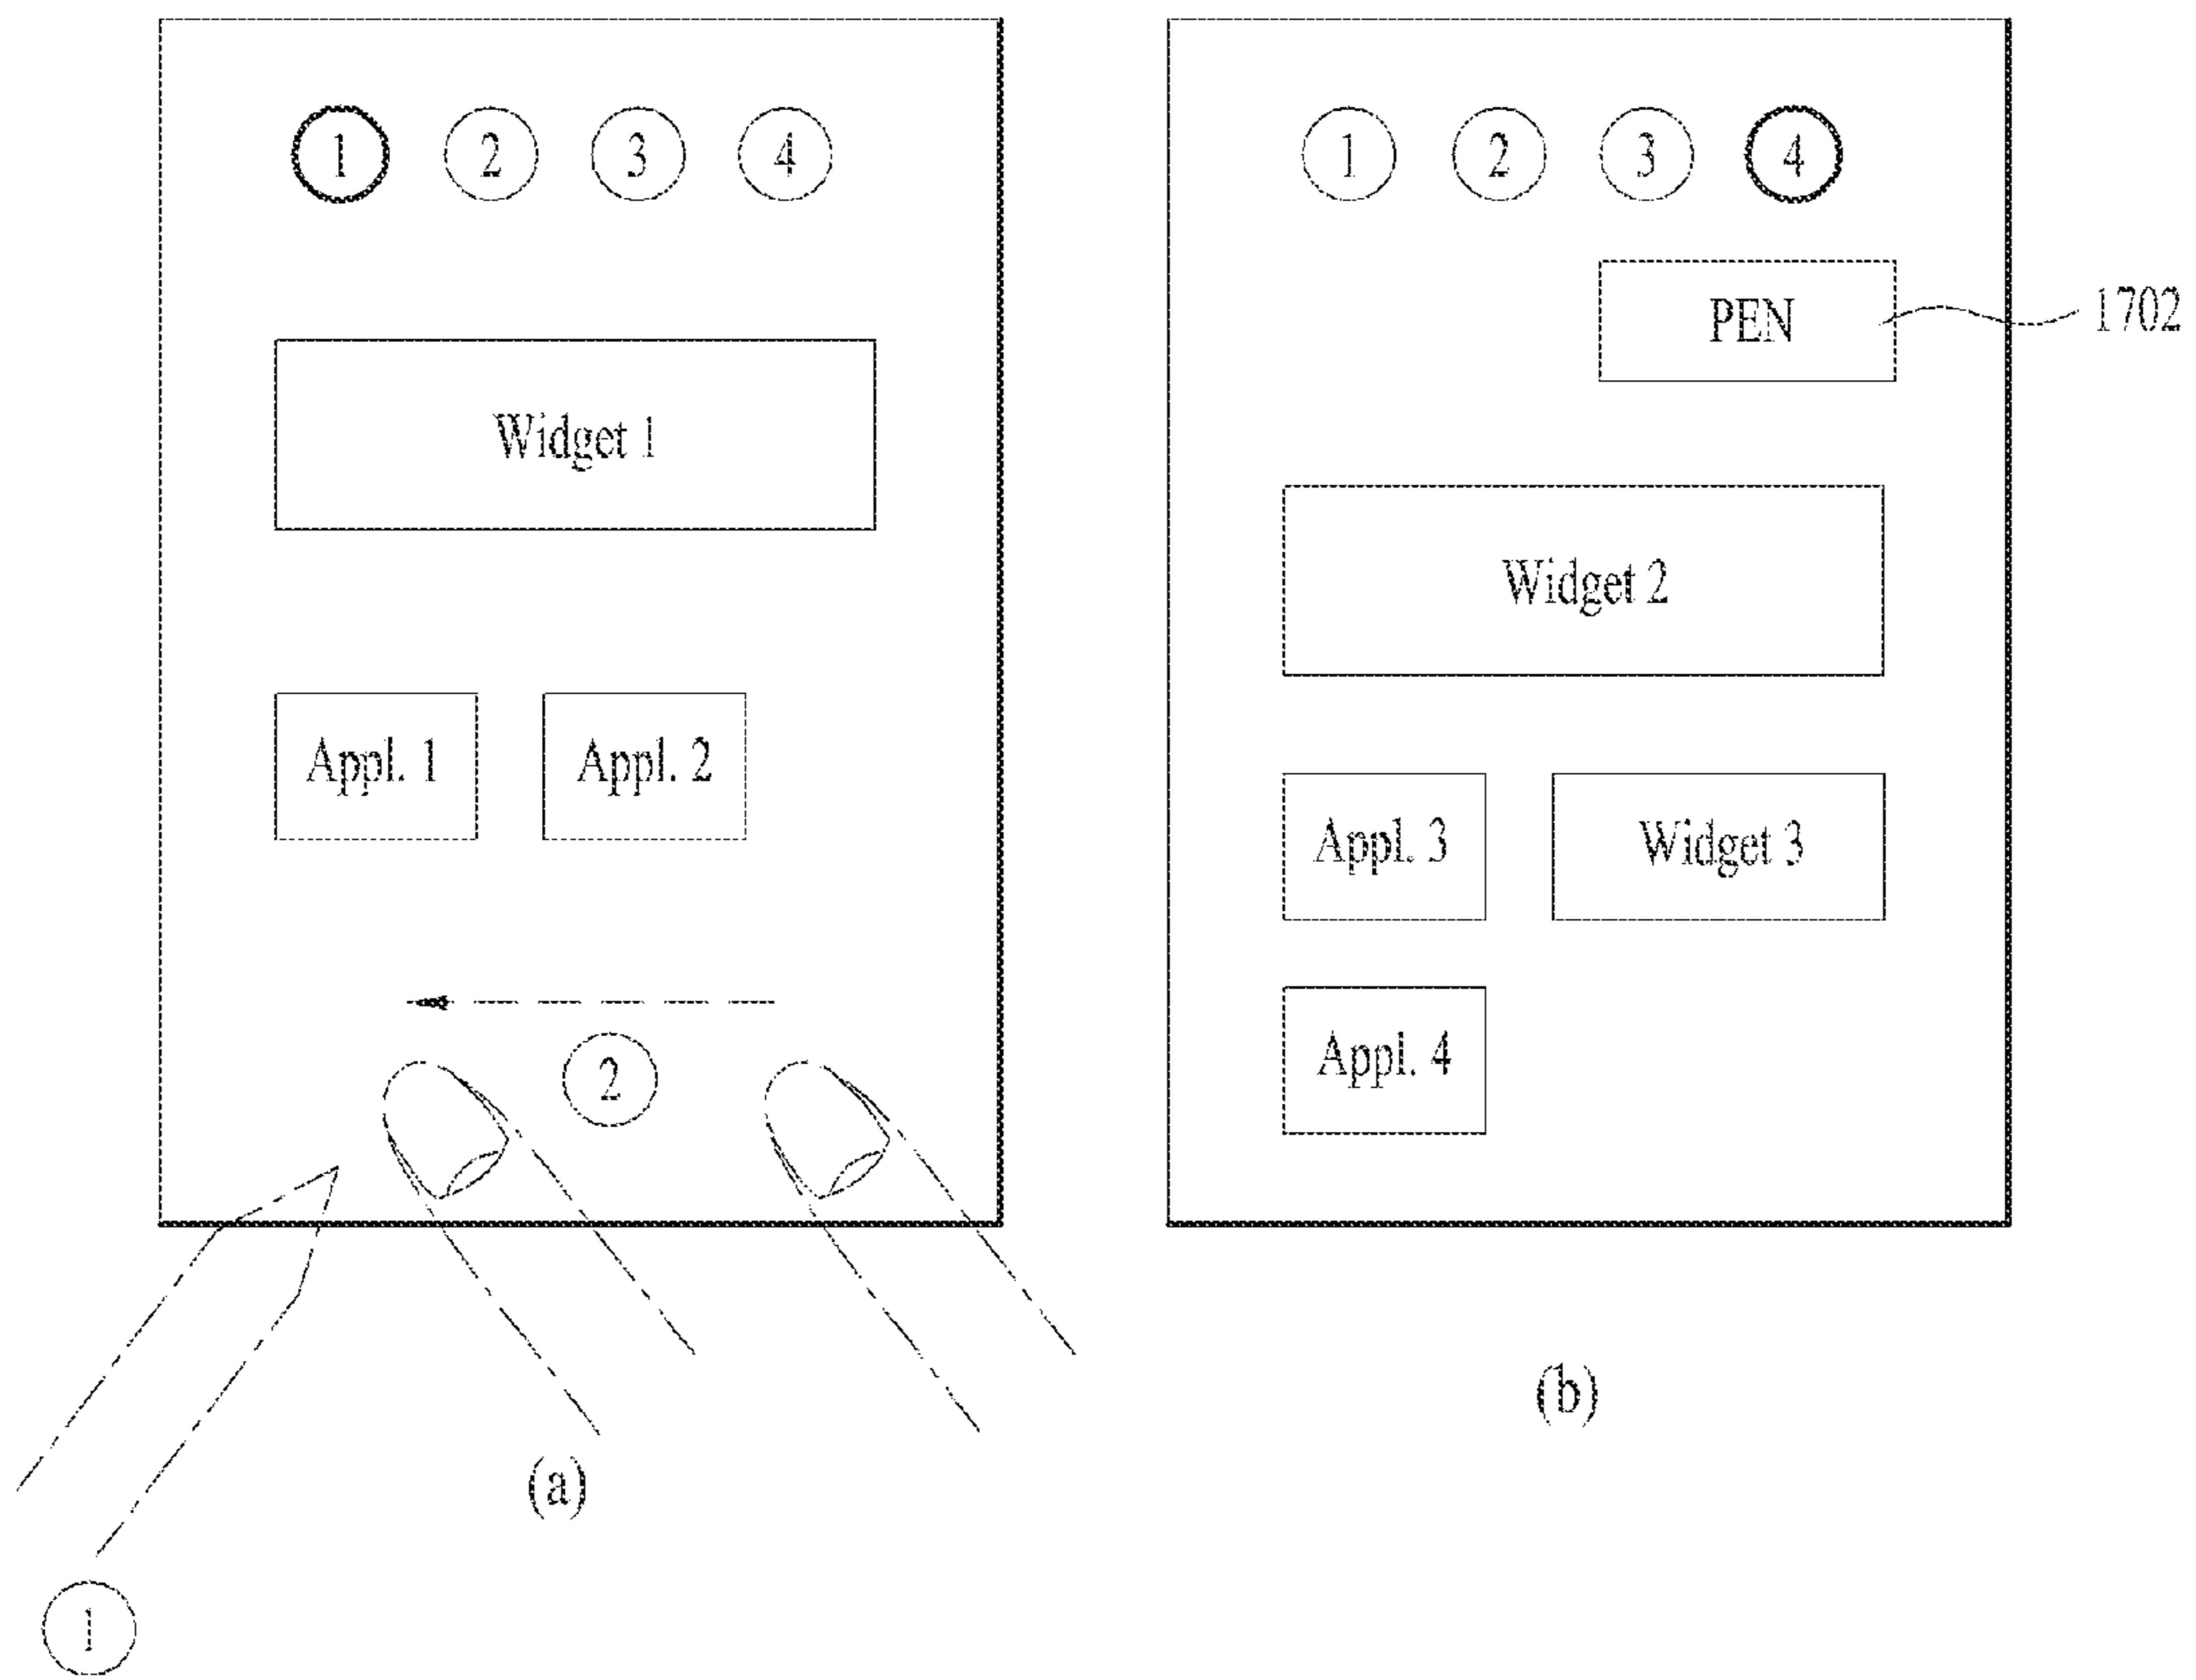 1 2 3 4
Widget 1
Appl. 1 Appl. 2
2
(a)
1
1 2 3 4
PEN
1702
Widget 2
Appl. 3 Widget 3
Appl. 4
(b)